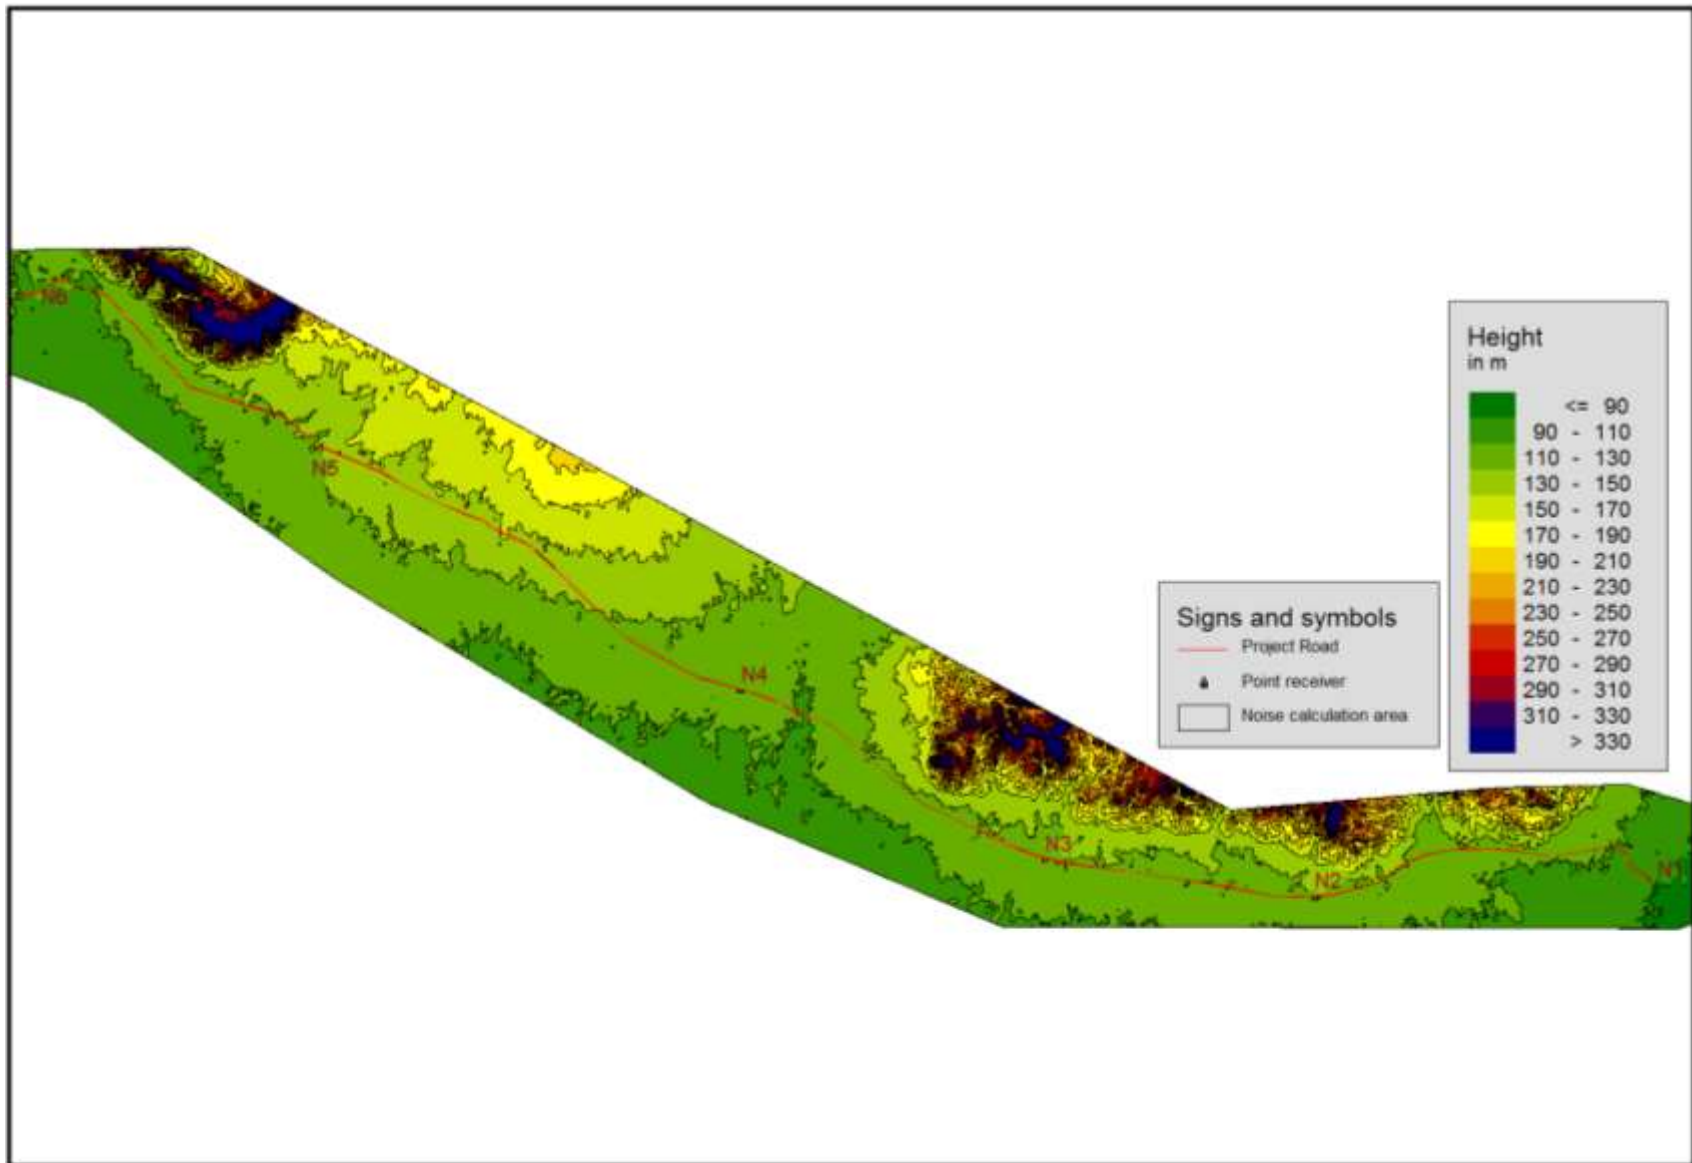 N6
N5
N4
N3
N2
N1
Height
in m
<= 90
90 - 110
110 - 130
130 - 150
150 - 170
170 - 190
190 - 210
210 - 230
230 - 250
250 - 270
270 - 290
290 - 310
310 - 330
> 330
Signs and symbols
Project Road
Point receiver
Noise calculation area